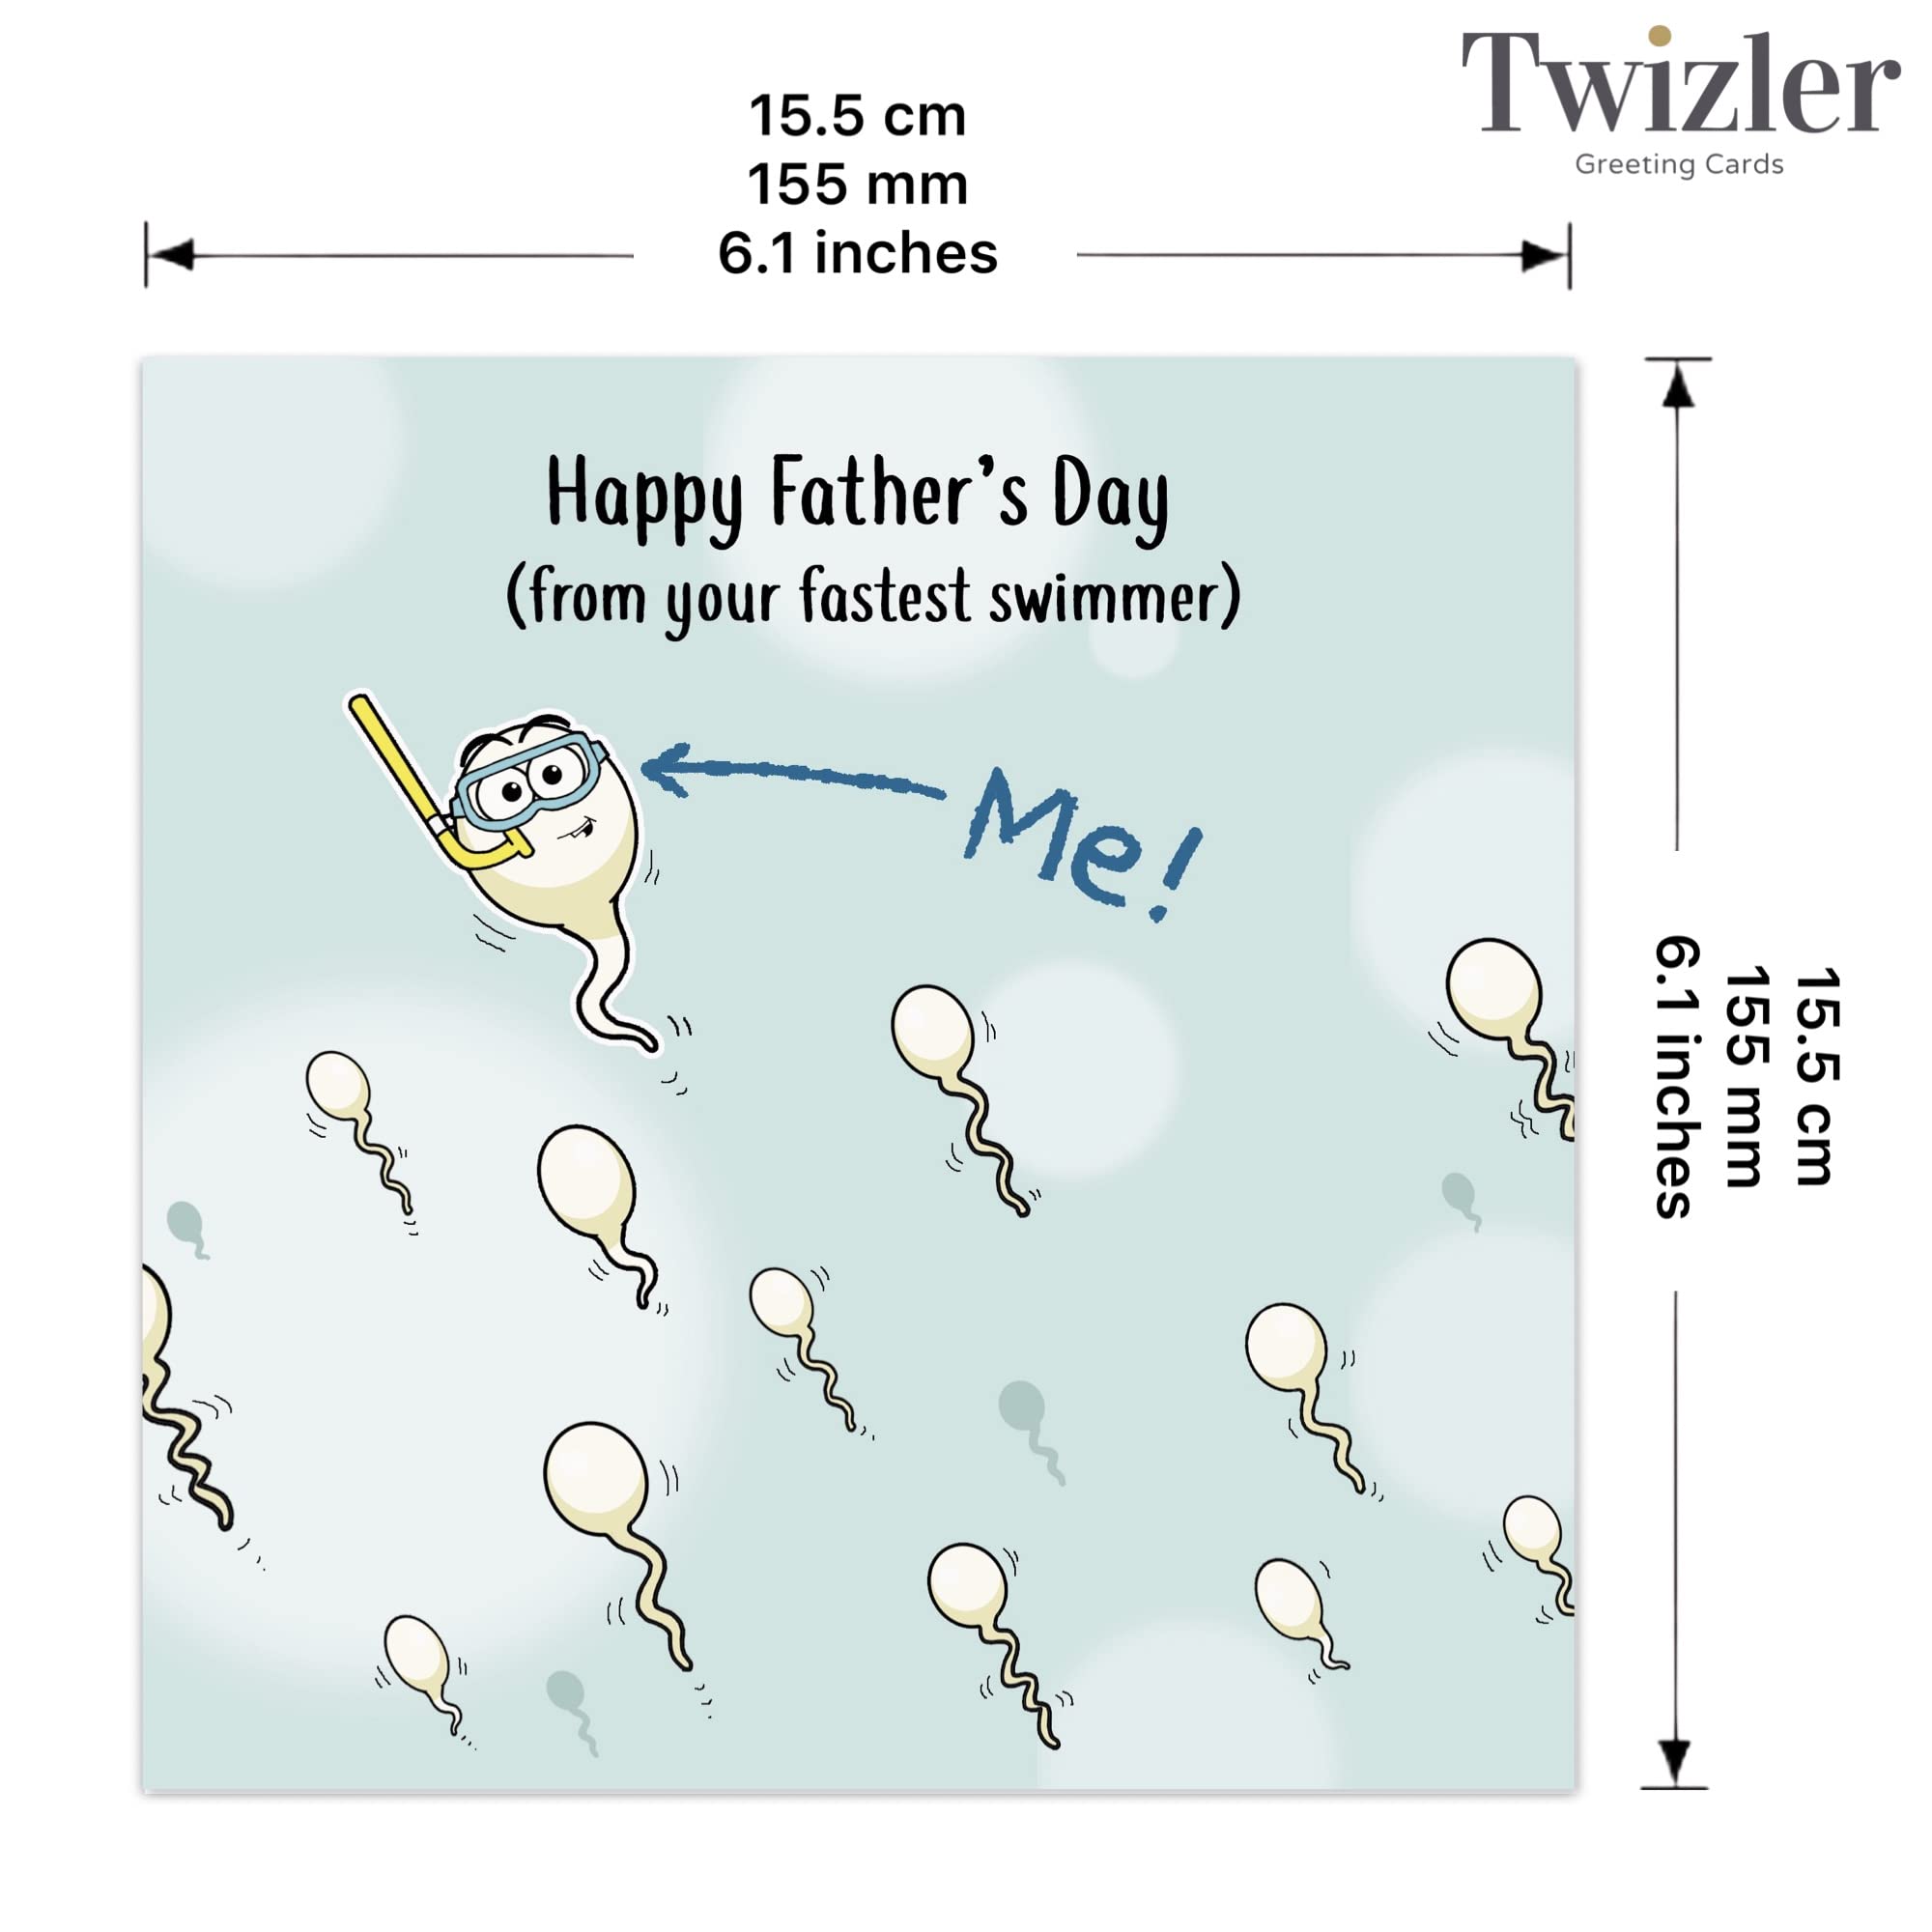 Twizler
Greeting Cards
15.5 cm
155 mm
6.1 inches
Happy Father's Day
(from your fastest swimmer)
Me!
15.5 cm
155 mm
6.1 inches